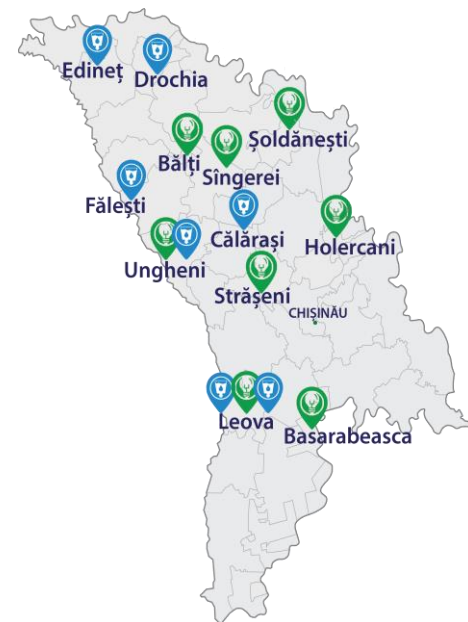 Edineț
Drochia
Șoldănești
Bălți
Sîngerei
Fălești
Călărași
Holercani
Ungheni
Strășeni
CHIȘINĂU
Leova
Basarabeasca